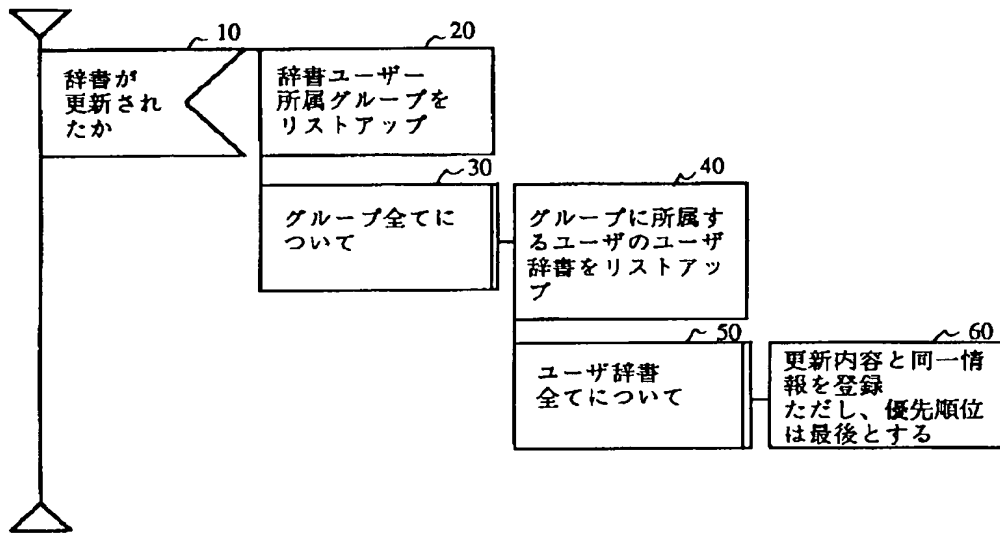 10
辞書が
更新され
たか
20
辞書ユーザー
所属グループを
リストアップ
30
グループ全てに
ついて
40
グループに所属す
るユーザのユーザ
辞書をリストアッ
プ
50
ユーザ辞書
全てについて
60
更新内容と同一情
報を登録
ただし、優先順位
は最後とする